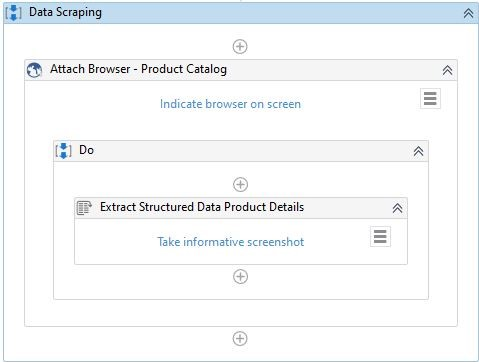 Data Scraping
Attach Browser - Product Catalog
Indicate browser on screen
Do
Extract Structured Data Product Details
Take informative screenshot